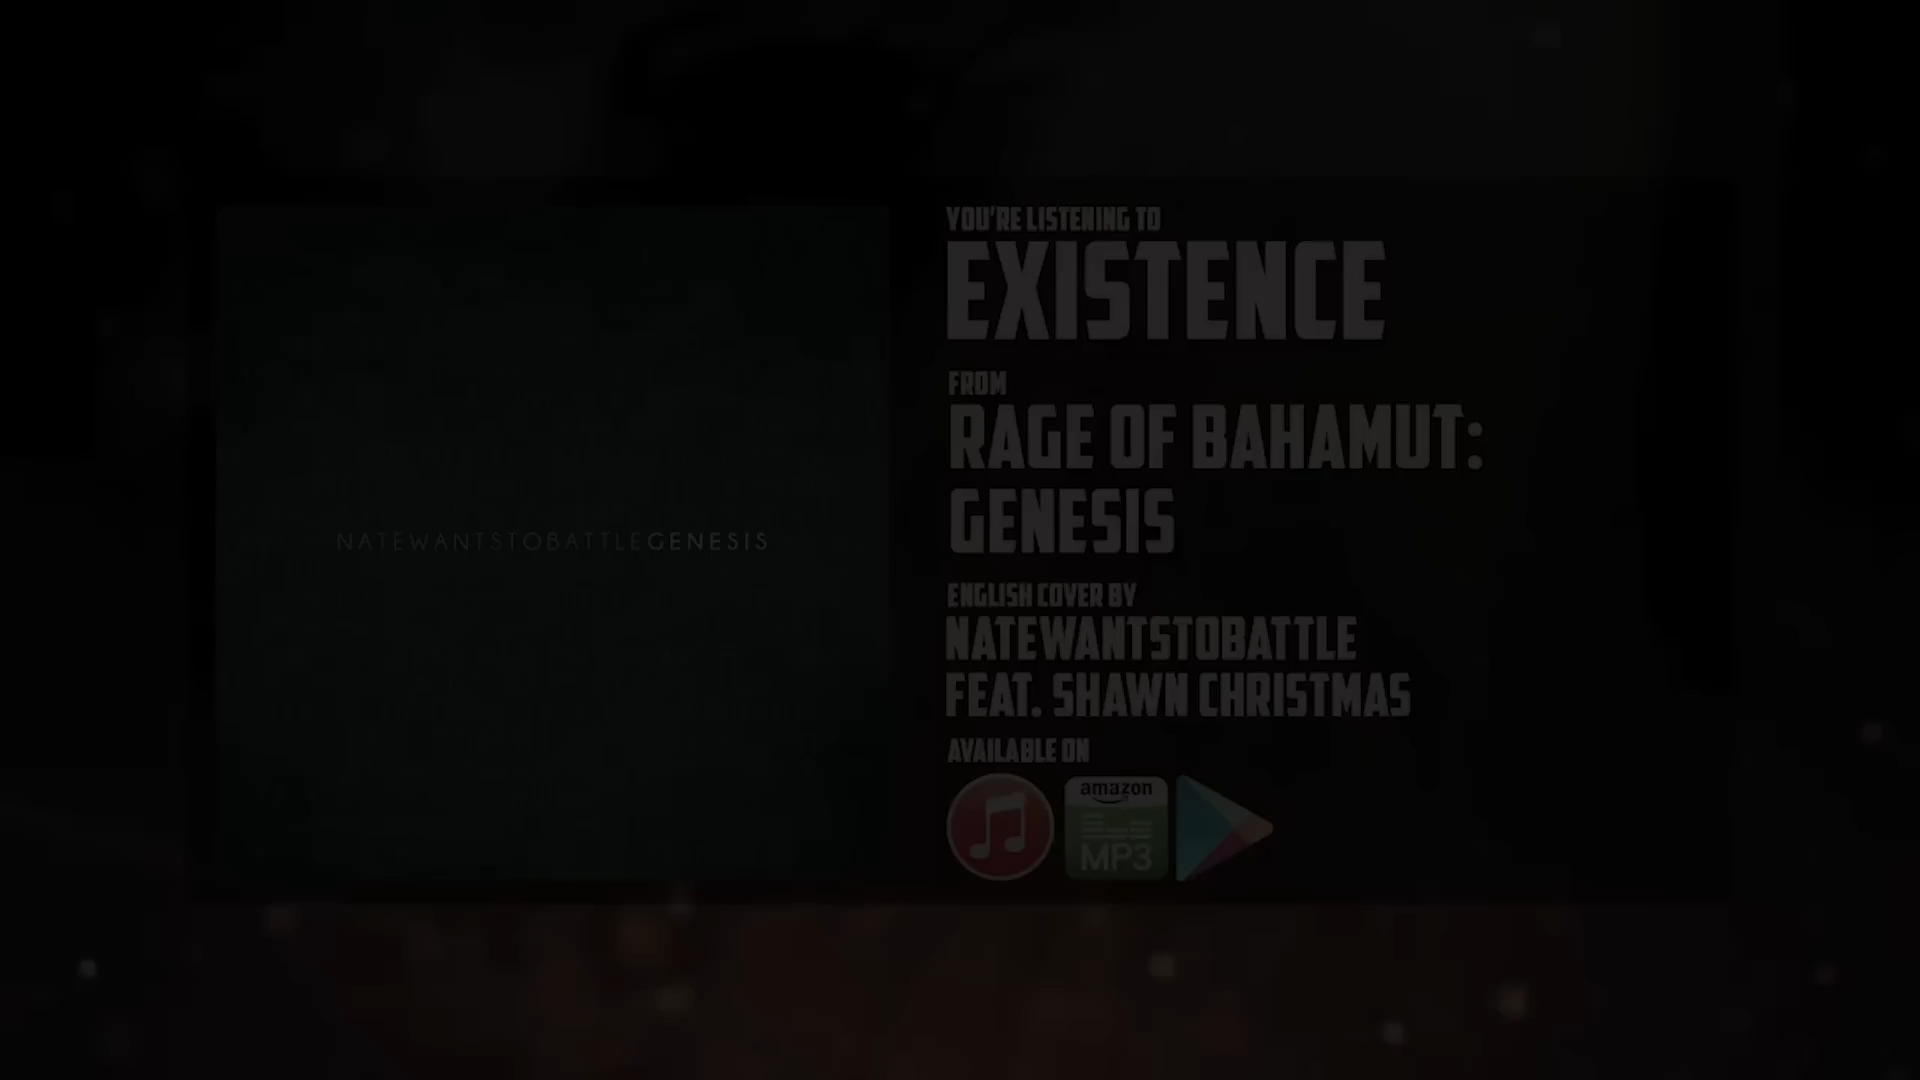 YOU'RE LISTENING TO
EXISTENCE
FROM
RAGE OF BAHAMUT:
GENESIS
ENGLISH COVER BY
NATEWANTSTOBATTLE
FEAT. SHAWN CHRISTMAS
AVAILABLE ON
amazon
MP3
NATEWANTSTOBATTLEGENESIS